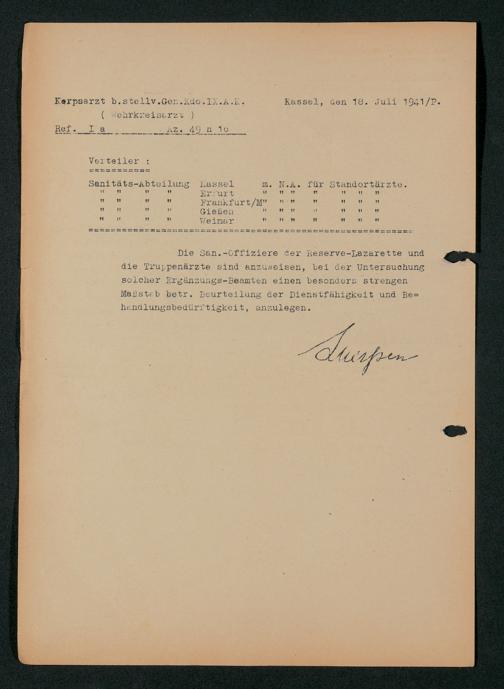 Korpsarzt b.stellv.Gen.Kdo.IX.A.K.
Kassel, den 18. Juli 1941/P.
( Wehrkreisarzt )
Ref. I a Az. 49 n 10
Verteiler :
===========
Sanitäts-Abteilung Kassel m. N.A. für Standortärzte.
" " " " Erfurt " " " " " " "
" " " " Frankfurt/M" " " " " " "
" " " " Gießen " " " " " " "
" " " " Weimar " " " " " " "
Die San.-Offiziere der Reserve-Lazarette und
die Truppenärzte sind anzuweisen, bei der Untersuchung
solcher Ergänzungs-Beamten einen besonders strengen
Maßstab betr. Beurteilung der Dienstfähigkeit und Be=
handlungsbedürftigkeit, anzulegen.